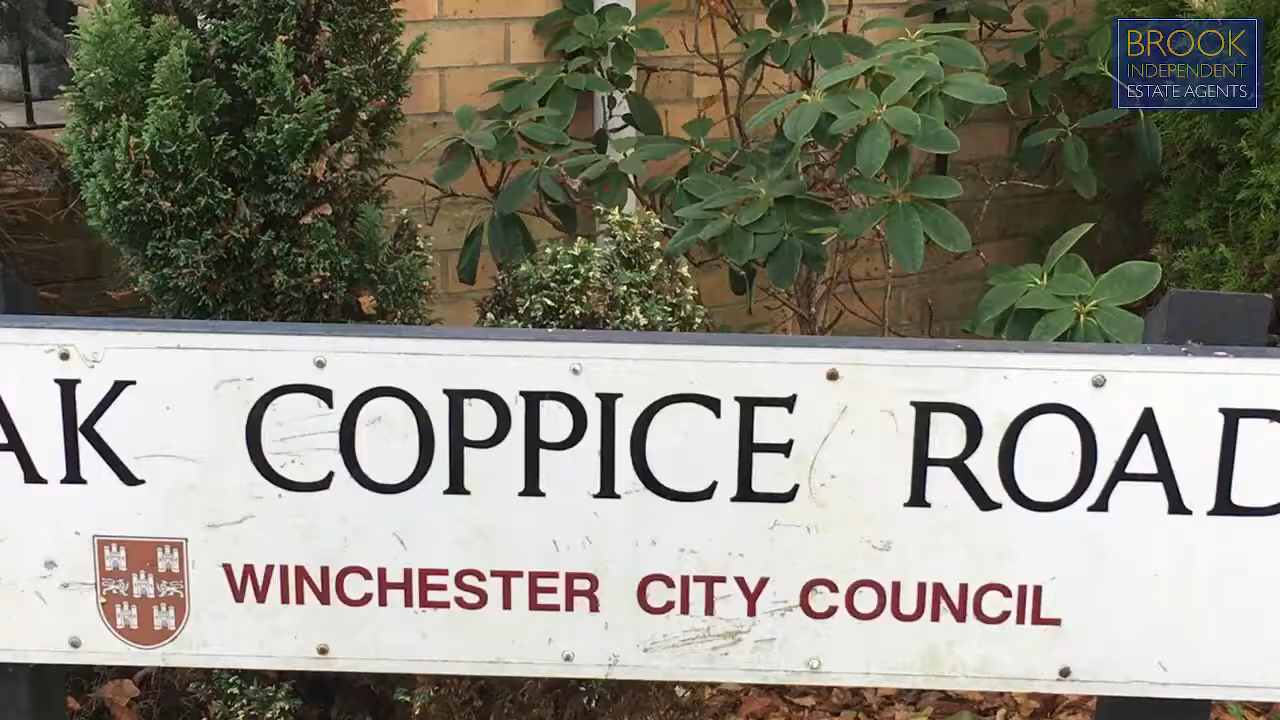 BROOK
INDEPENDENT
ESTATE AGENTS
AK COPPICE ROAD
WINCHESTER CITY COUNCIL